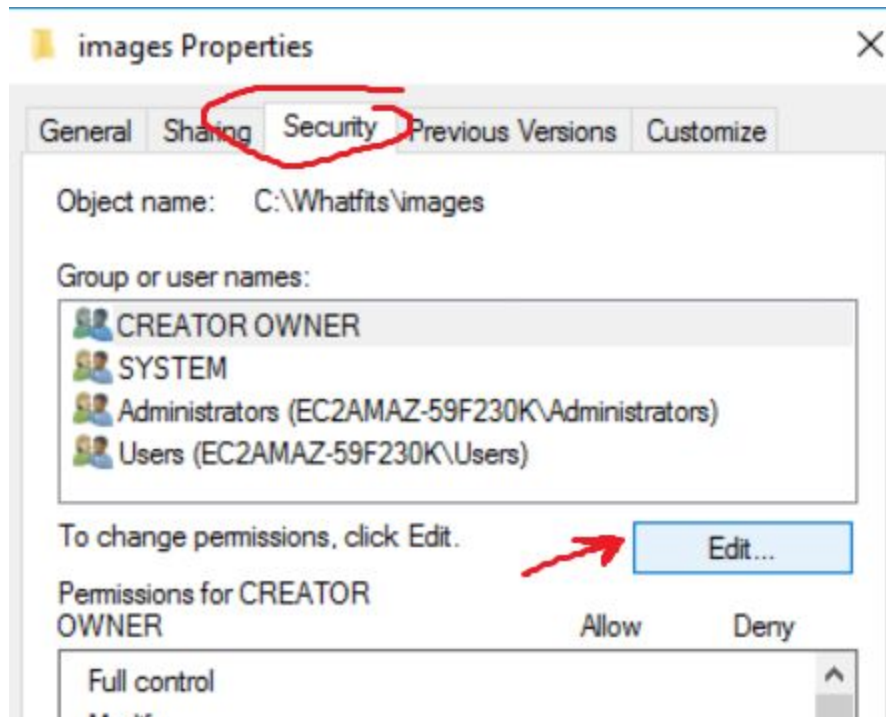 images Properties
General Sharing Security Previous Versions Customize
Object name: C:\Whatfits\images
Group or user names:
CREATOR OWNER
SYSTEM
Administrators (EC2AMAZ-59F230K\Administrators)
Users (EC2AMAZ-59F230K\Users)
To change permissions, click Edit.
Edit...
Permissions for CREATOR
OWNER Allow Deny
Full control